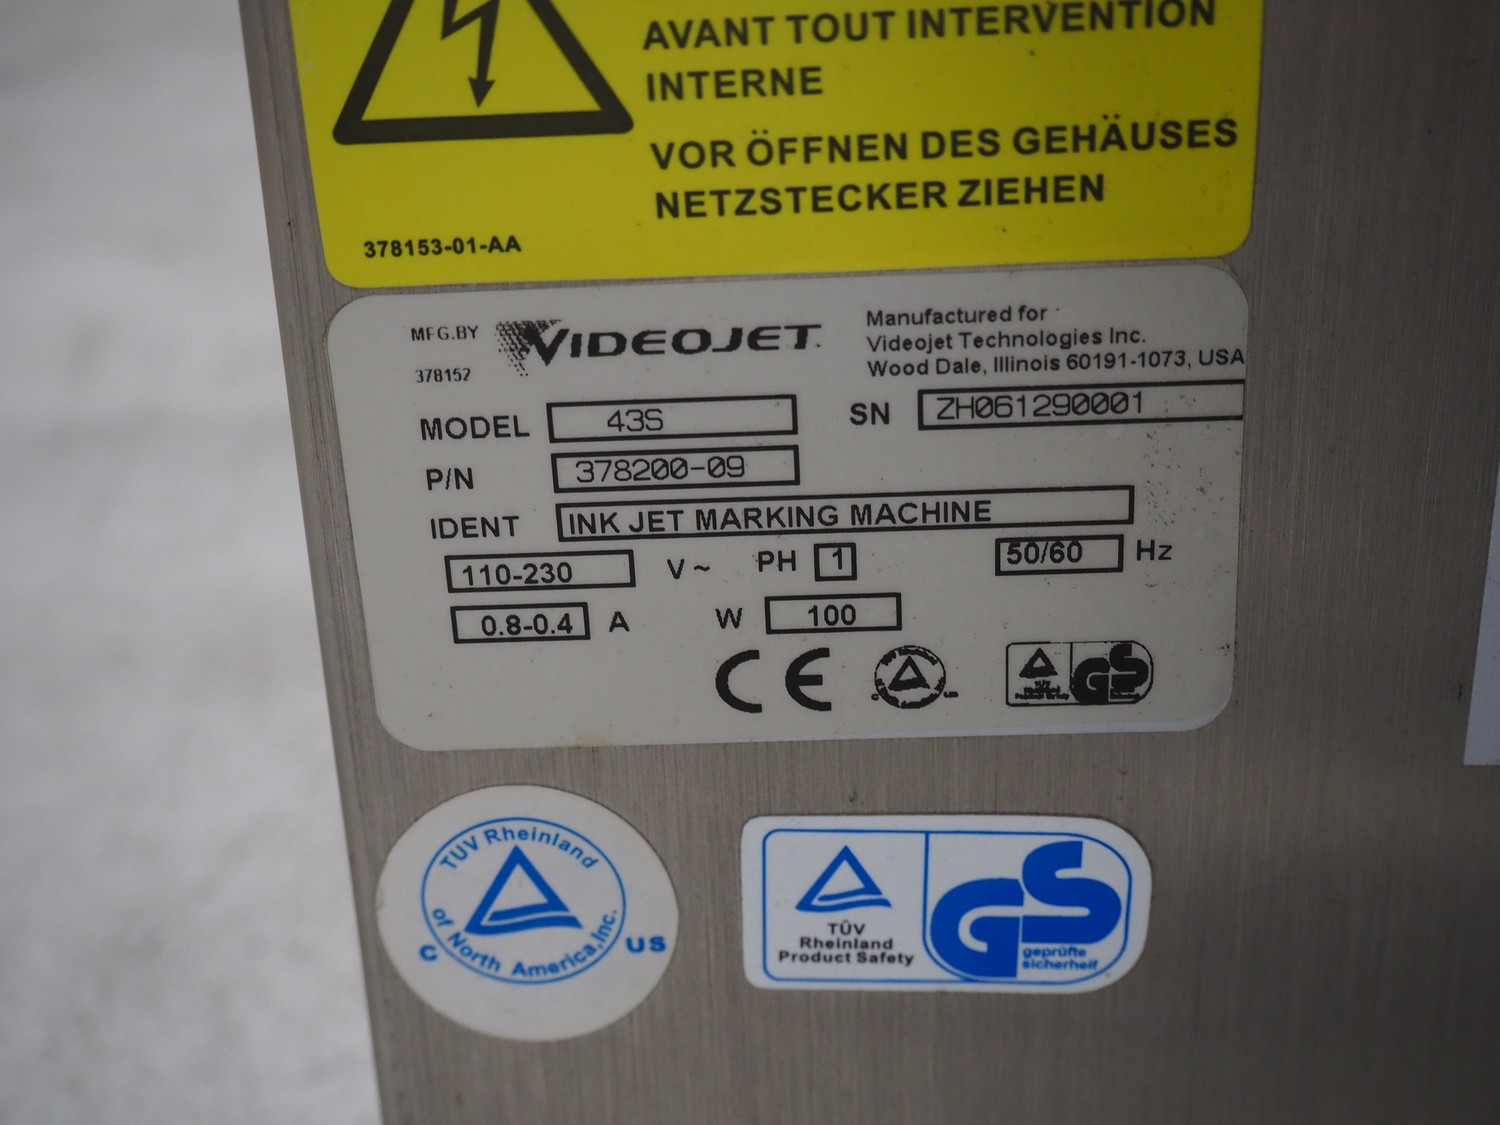 AVANT TOUT INTERVENTION
INTERNE
VOR ÖFFNEN DES GEHÄUSES
NETZSTECKER ZIEHEN
378153-01-AA
MFG.BY VIDEOJET
378152
Manufactured for
Videojet Technologies Inc.
Wood Dale, Illinois 60191-1073, USA
MODEL 43S SN ZH061290001
P/N 378200-09
IDENT INK JET MARKING MACHINE
110-230 V~ PH 1 50/60 Hz
0.8-0.4 A W 100
CE
GS
TUV Rheinland
of North America, Inc.
C US
TÜV
Rheinland
Product Safety
GS
geprüfte
sicherheit